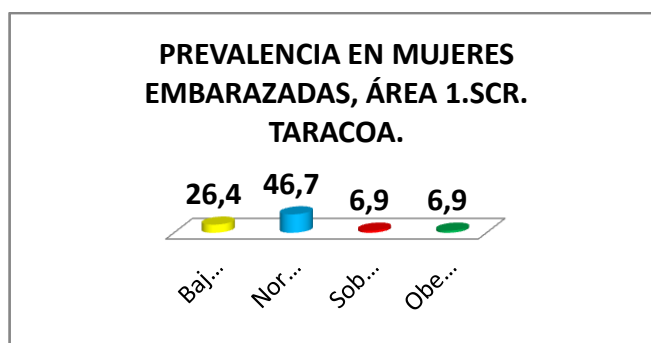 PREVALENCIA EN MUJERES
EMBARAZADAS, ÁREA 1.SCR.
TARACOA.
26,4 46,7 6,9 6,9
Baj... Nor... Sob... Obe...